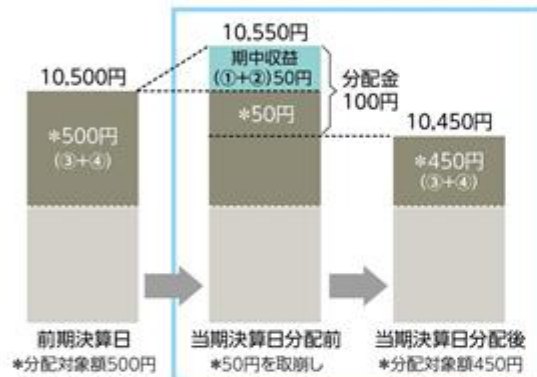 10,550円
期中収益
(①+②)50円
分配金
100円
10,500円
*50円
10,450円
*500円
(③+④)
*450円
(③+④)
前期決算日
当期決算日分配前
当期決算日分配後
*分配対象額500円
*50円を取崩し
*分配対象額450円